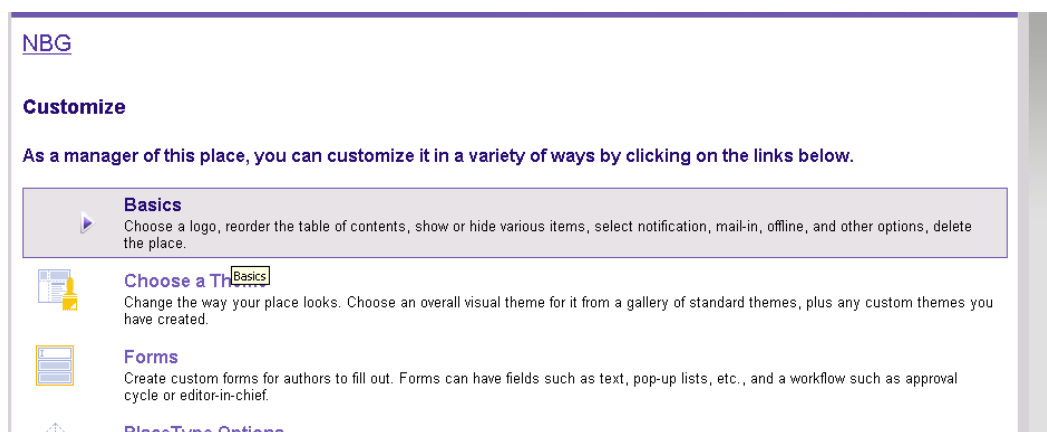 NBG
Customize
As a manager of this place, you can customize it in a variety of ways by clicking on the links below.
Basics
Choose a logo, reorder the table of contents, show or hide various items, select notification, mail-in, offline, and other options, delete
the place.
Choose a Theme
Basics
Change the way your place looks. Choose an overall visual theme for it from a gallery of standard themes, plus any custom themes you
have created.
Forms
Create custom forms for authors to fill out. Forms can have fields such as text, pop-up lists, etc., and a workflow such as approval
cycle or editor-in-chief.
PlaceType Options